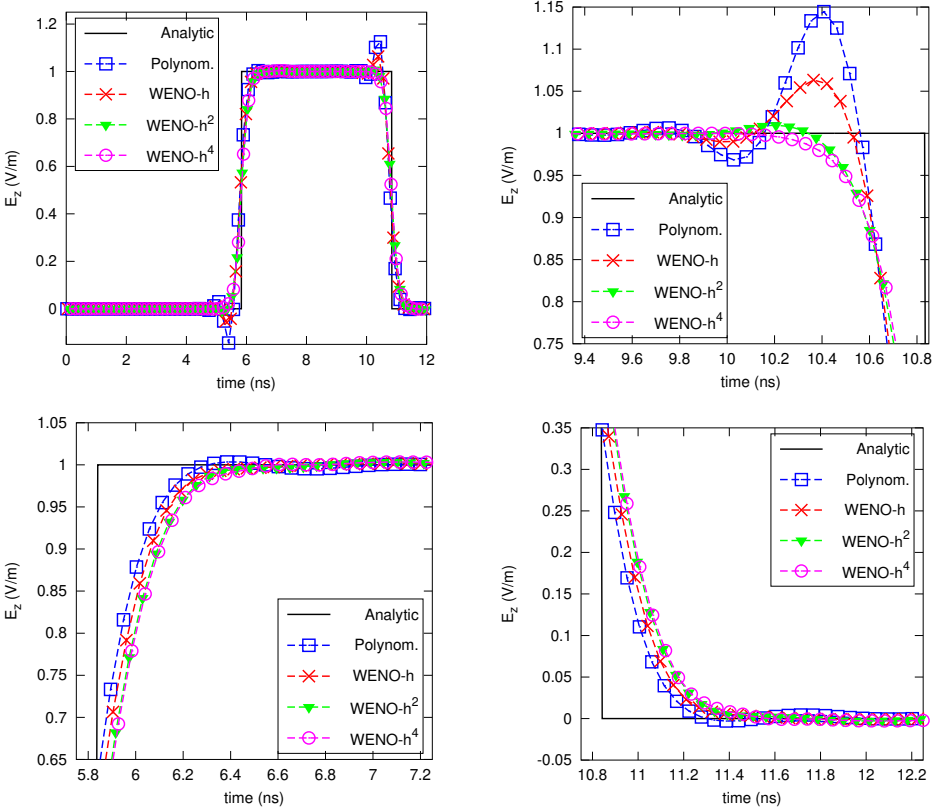 1.2
1
0.8
0.6
0.4
0.2
0
E_z (V/m)
0 2 4 6 8 10 12
time (ns)
Analytic
Polynom.
WENO-h
WENO-h^2
WENO-h^4
1.15
1.1
1.05
1
0.95
0.9
0.85
0.8
0.75
E_z (V/m)
9.4 9.6 9.8 10 10.2 10.4 10.6 10.8
time (ns)
Analytic
Polynom.
WENO-h
WENO-h^2
WENO-h^4
1.05
1
0.95
0.9
0.85
0.8
0.75
0.7
0.65
E_z (V/m)
5.8 6 6.2 6.4 6.6 6.8 7 7.2
time (ns)
Analytic
Polynom.
WENO-h
WENO-h^2
WENO-h^4
0.35
0.3
0.25
0.2
0.15
0.1
0.05
0
-0.05
E_z (V/m)
10.8 11 11.2 11.4 11.6 11.8 12 12.2
time (ns)
Analytic
Polynom.
WENO-h
WENO-h^2
WENO-h^4